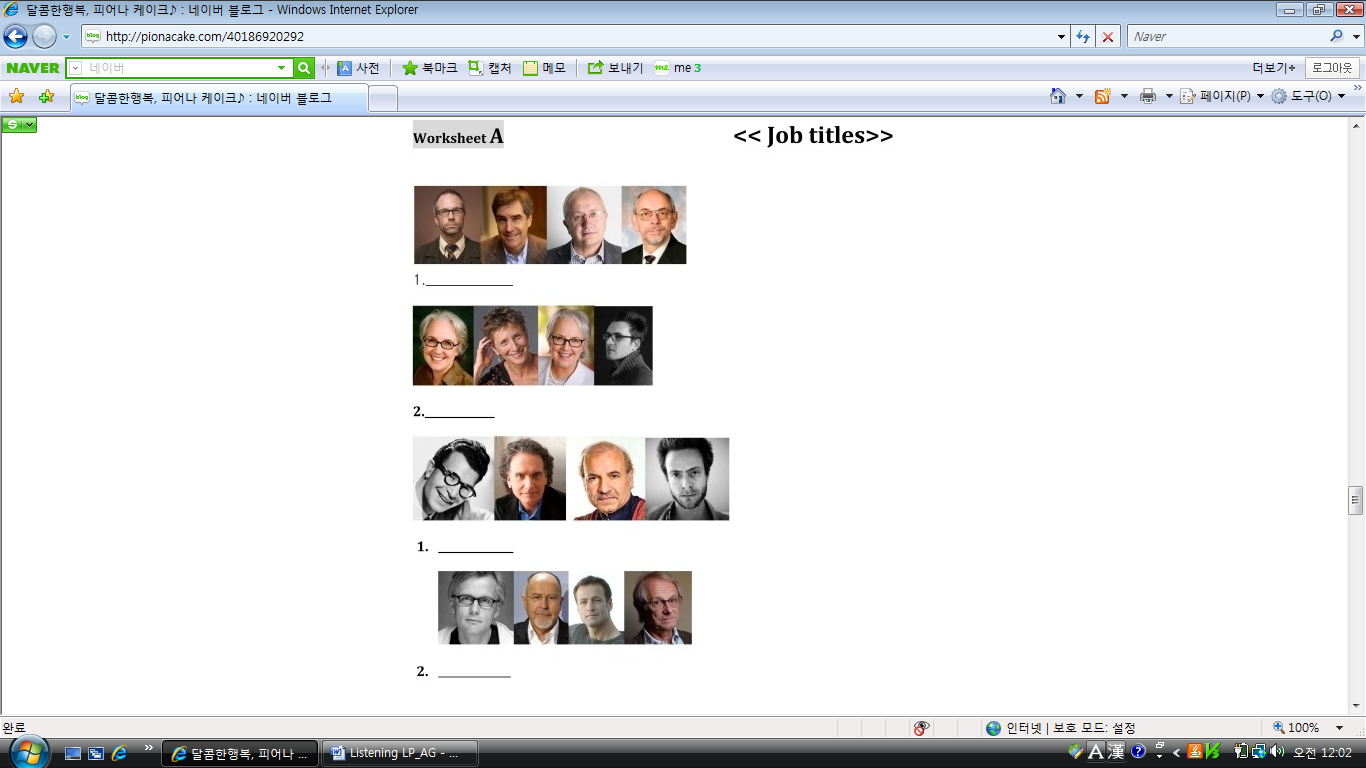 달콤한행복, 피어나 케이크♪ : 네이버 블로그 - Windows Internet Explorer
http://pionacake.com/40186920292
Naver
NAVER 네이버 사전 북마크 캡처 메모 보내기 me 3 더보기+ 로그아웃
달콤한행복, 피어나 케이크♪ : 네이버 블로그 페이지(P) 도구(O)
Worksheet A << Job titles>>
1.____________
2.__________
1. ___________
2. ___________
완료 인터넷 | 보호 모드: 설정 100%
달콤한행복, 피어나 ... Listening LP_AG - ... A 漢 오전 12:02